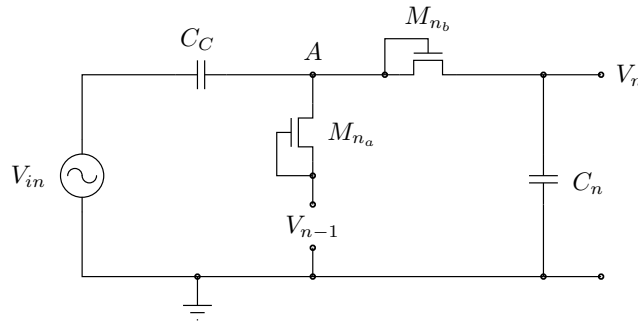 M_{n_b}
C_C
A
V_n
M_{n_a}
V_{in}
C_n
V_{n-1}